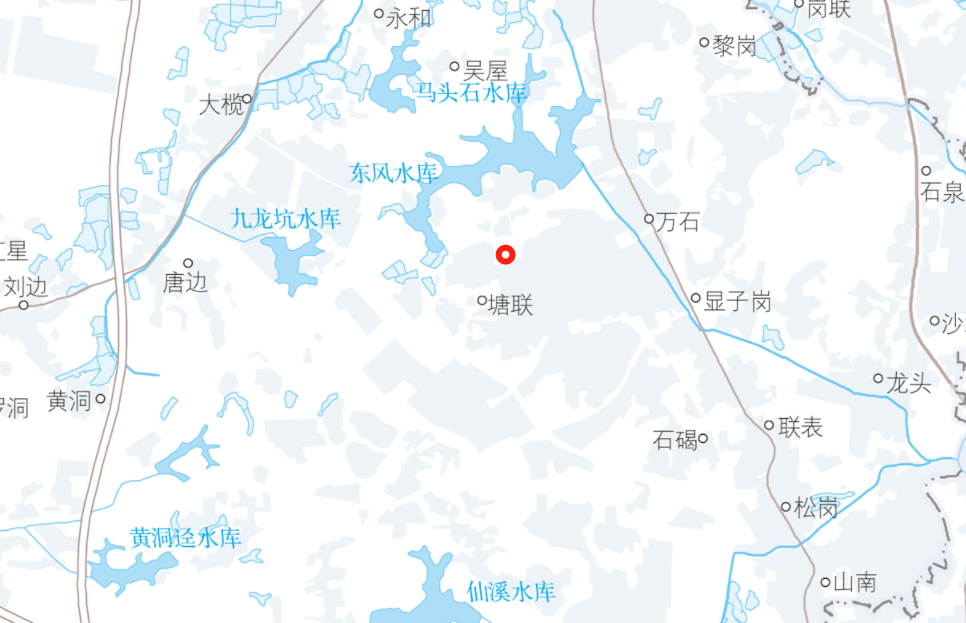 永和
岗联
黎岗
吴屋
马头石水库
大榄
东风水库
石泉
九龙坑水库
万石
星
唐边
刘边
显子岗
塘联
沙
龙头
黄洞
洞
联表
石碣
松岗
黄洞迳水库
山南
仙溪水库